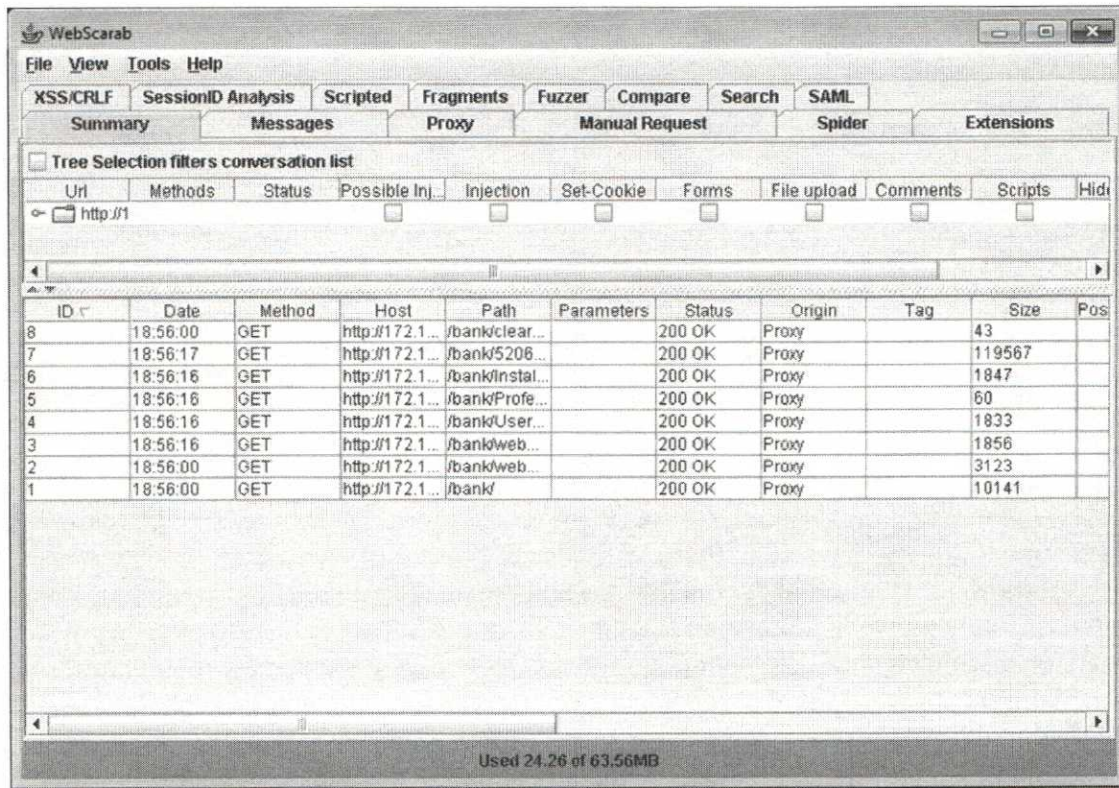 WebScarab
File View Tools Help
XSS/CRLF SessionID Analysis Scripted Fragments Fuzzer Compare Search SAML
Summary Messages Proxy Manual Request Spider Extensions
Tree Selection filters conversation list
Url Methods Status Possible Inj... Injection Set-Cookie Forms File upload Comments Scripts Hid
http://1
ID Date Method Host Path Parameters Status Origin Tag Size Pos
8 18:56:00 GET http://172.1... /bank/clear... 200 OK Proxy 43
7 18:56:17 GET http://172.1... /bank/5206... 200 OK Proxy 119567
6 18:56:16 GET http://172.1... /bank/instal... 200 OK Proxy 1847
5 18:56:16 GET http://172.1... /bank/Profe... 200 OK Proxy 60
4 18:56:16 GET http://172.1... /bank/User... 200 OK Proxy 1833
3 18:56:16 GET http://172.1... /bank/web... 200 OK Proxy 1856
2 18:56:00 GET http://172.1... /bank/web... 200 OK Proxy 3123
1 18:56:00 GET http://172.1... /bank/ 200 OK Proxy 10141
Used 24.26 of 63.56MB